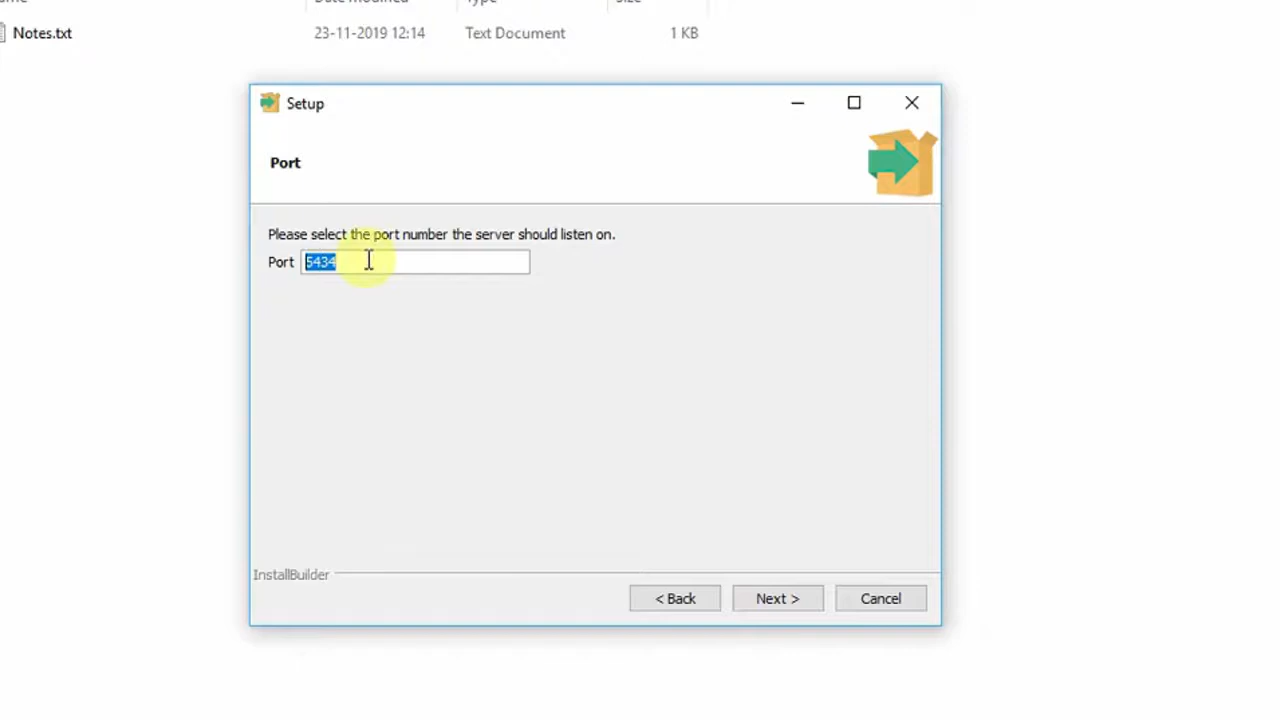 Notes.txt 23-11-2019 12:14 Text Document 1 KB
Setup
Port
Please select the port number the server should listen on.
Port 5434
InstallBuilder
< Back Next > Cancel